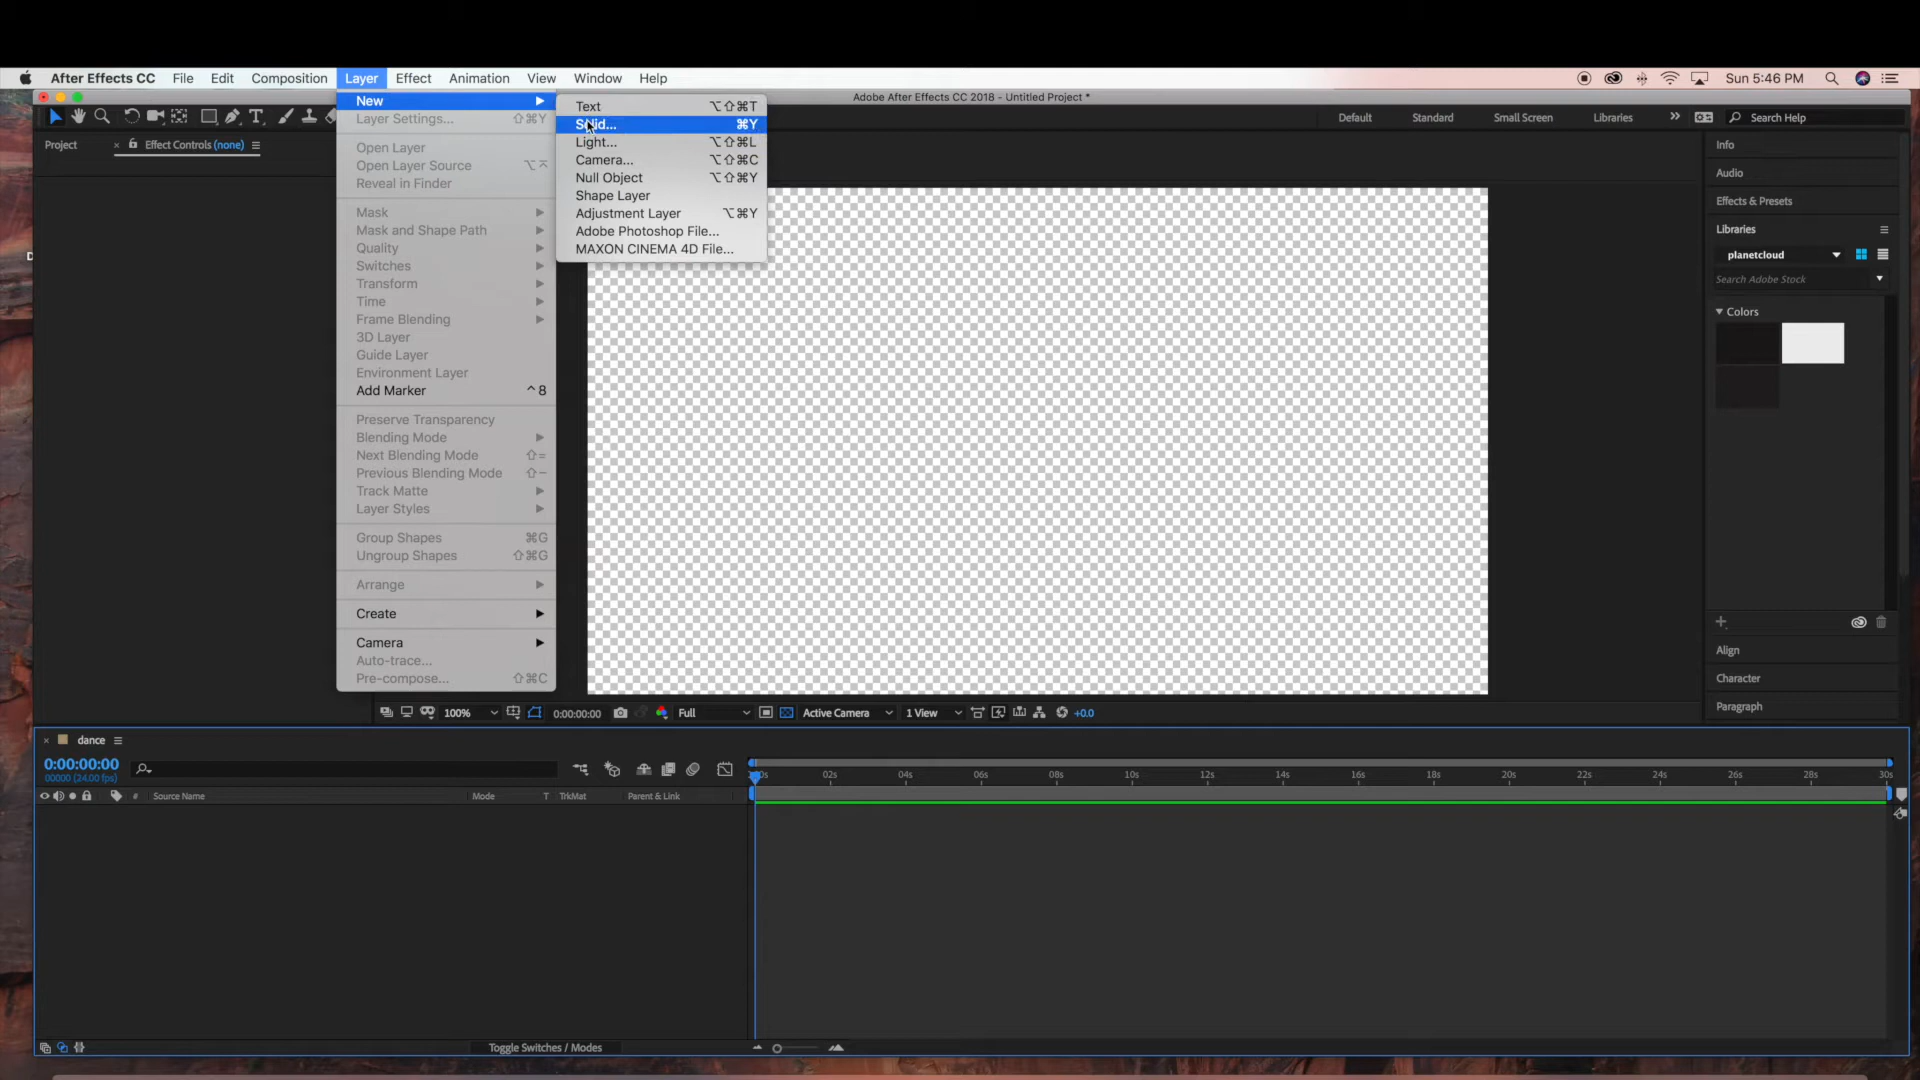 After Effects CC File Edit Composition Layer Effect Animation View Window Help Sun 5:46 PM
Adobe After Effects CC 2018 - Untitled Project *
Default Standard Small Screen Libraries >> Search Help
Project × Effect Controls (none)
New
Layer Settings... ⇧⌘Y
Open Layer
Open Layer Source
Reveal in Finder
Mask
Mask and Shape Path
Quality
Switches
Transform
Time
Frame Blending
3D Layer
Guide Layer
Environment Layer
Add Marker ^ 8
Preserve Transparency
Blending Mode
Next Blending Mode ⇧=
Previous Blending Mode ⇧-
Track Matte
Layer Styles
Group Shapes ⌘G
Ungroup Shapes ⇧⌘G
Arrange
Create
Camera
Auto-trace...
Pre-compose... ⇧⌘C
Text ⌥⇧⌘T
Solid... ⌘Y
Light... ⌥⇧⌘L
Camera... ⌥⇧⌘C
Null Object ⌥⇧⌘Y
Shape Layer
Adjustment Layer ⌥⌘Y
Adobe Photoshop File...
MAXON CINEMA 4D File...
Info
Audio
Effects & Presets
Libraries
planetcloud
Search Adobe Stock
Colors
Align
Character
Paragraph
100% 0:00:00:00 Full Active Camera 1 View +0.0
× dance
0:00:00:00
00000 (24.00 fps)
02s 04s 06s 08s 10s 12s 14s 16s 18s 20s 22s 24s 26s 28s 30s
# Source Name Mode T TrkMat Parent & Link
Toggle Switches / Modes